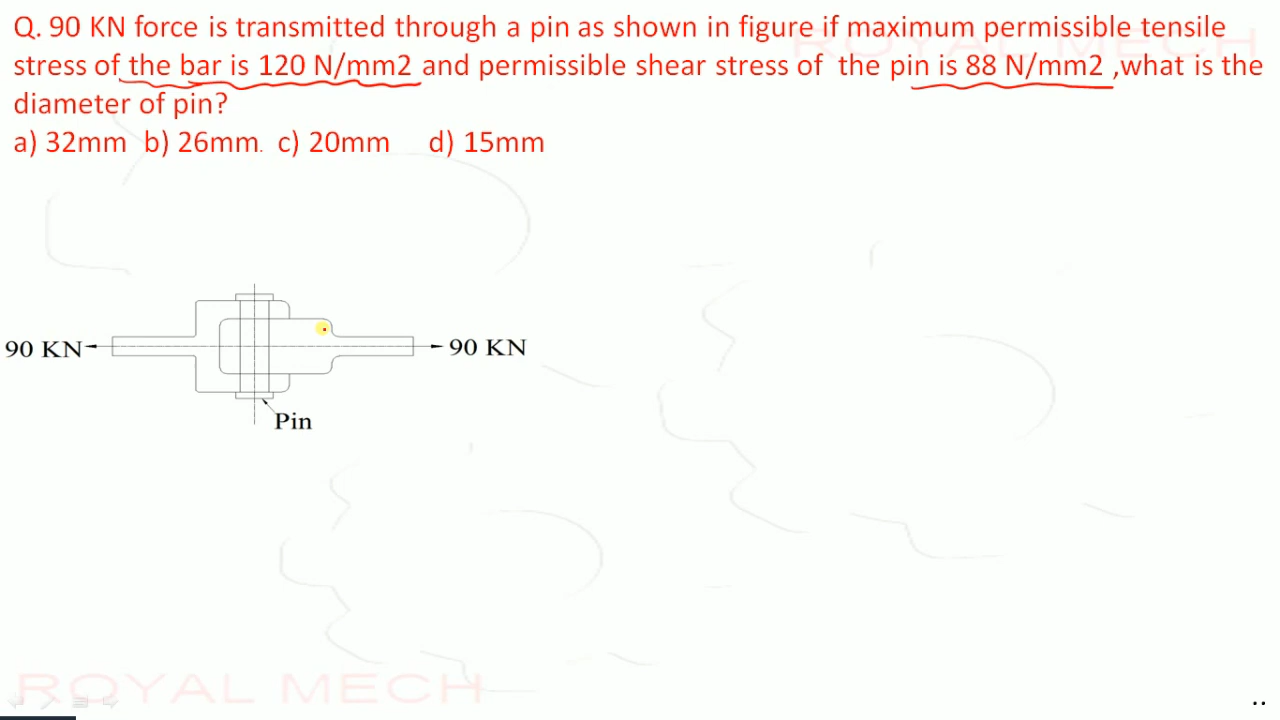 Q. 90 KN force is transmitted through a pin as shown in figure if maximum permissible tensile
stress of the bar is 120 N/mm2 and permissible shear stress of the pin is 88 N/mm2 ,what is the
diameter of pin?
a) 32mm b) 26mm. c) 20mm d) 15mm
ROYAL MECH
90 KN
90 KN
Pin
ROYAL MECH
..